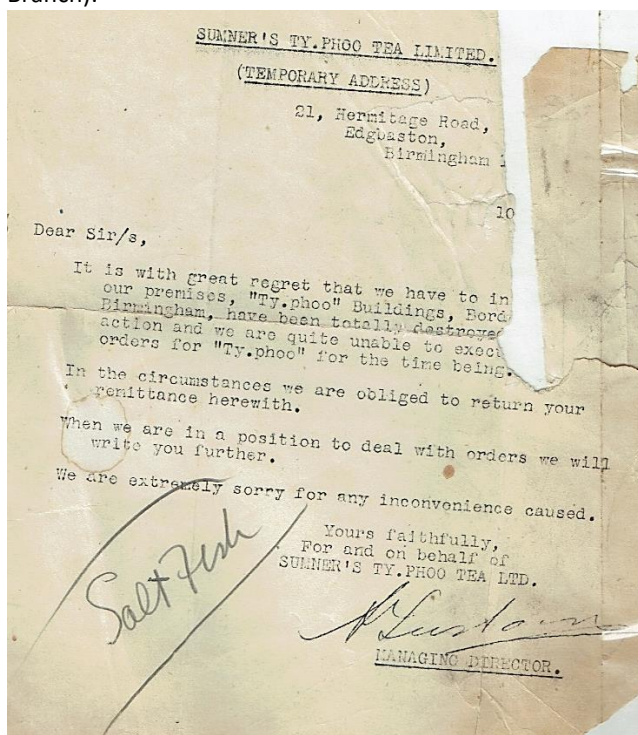 SUMNER'S TY.PHOO TEA LIMITED.
(TEMPORARY ADDRESS)
21, Hermitage Road,
Edgbaston,
Birmingham
10
Dear Sir/s,
It is with great regret that we have to in
our premises, "Ty.phoo" Buildings, Bord
Birmingham, have been totally destroyed
action and we are quite unable to exec
orders for "Ty.phoo" for the time being.
In the circumstances we are obliged to return your
remittance herewith.
When we are in a position to deal with orders we will
write you further.
We are extremely sorry for any inconvenience caused.
Yours faithfully,
For and on behalf of
SUMNER'S TY.PHOO TEA LTD.
Salt Fish
MANAGING DIRECTOR.